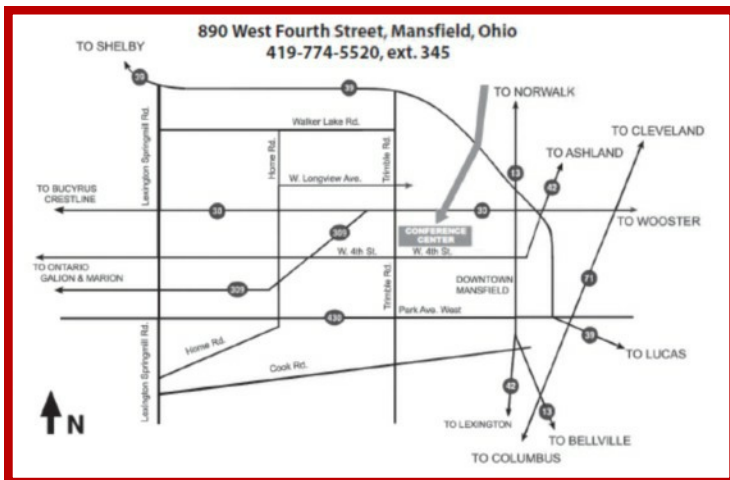 890 West Fourth Street, Mansfield, Ohio
419-774-5520, ext. 345
TO SHELBY
39
39
TO NORWALK
Walker Lake Rd.
TO CLEVELAND
Lexington Springmill Rd.
Home Rd.
Trimble Rd.
TO ASHLAND
13
42
W. Longview Ave.
TO BUCYRUS
CRESTLINE
30
30
TO WOOSTER
309
CONFERENCE
CENTER
W. 4th St.
W. 4th St.
TO ONTARIO
GALION & MARION
309
Trimble Rd.
DOWNTOWN
MANSFIELD
71
430
Park Ave. West
39
Lexington Springmill Rd.
Home Rd.
TO LUCAS
Cook Rd.
42
13
N
TO LEXINGTON
TO BELLVILLE
TO COLUMBUS